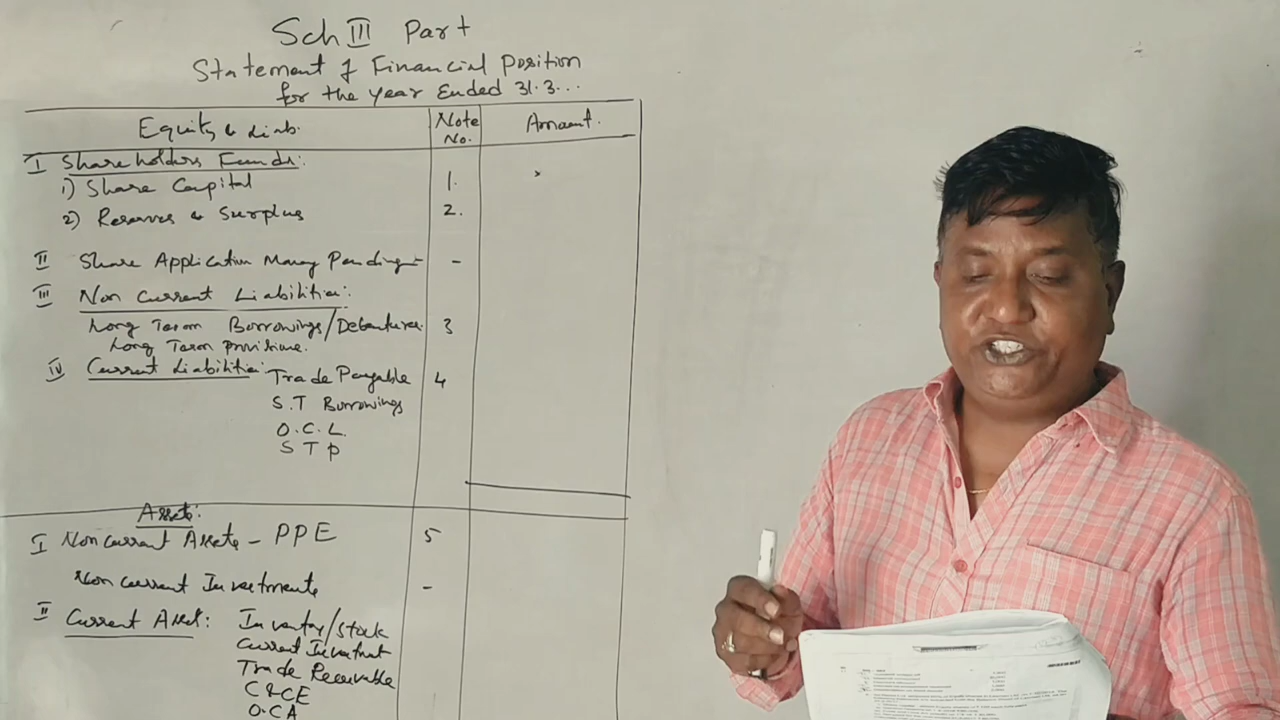 Sch III Part
Statement of Financial Position
for the Year Ended 31.3...
Equity & Liab. Note No. Amount.
I Shareholders Funds:
1) Share Capital 1.
2) Reserves & Surplus 2.
II Share Application Money Pending -
III Non Current Liabilities:
Long Term Borrowings/Debentures 3
Long Term provisions.
IV Current Liabilities: Trade Payable 4
S.T Borrowings
O.C.L.
S T P
Assets:
I Non Current Assets - PPE 5
Non Current Investments -
II Current Asset: Inventory/Stock
Current Investment
Trade Receivable
C&CE
O.C A